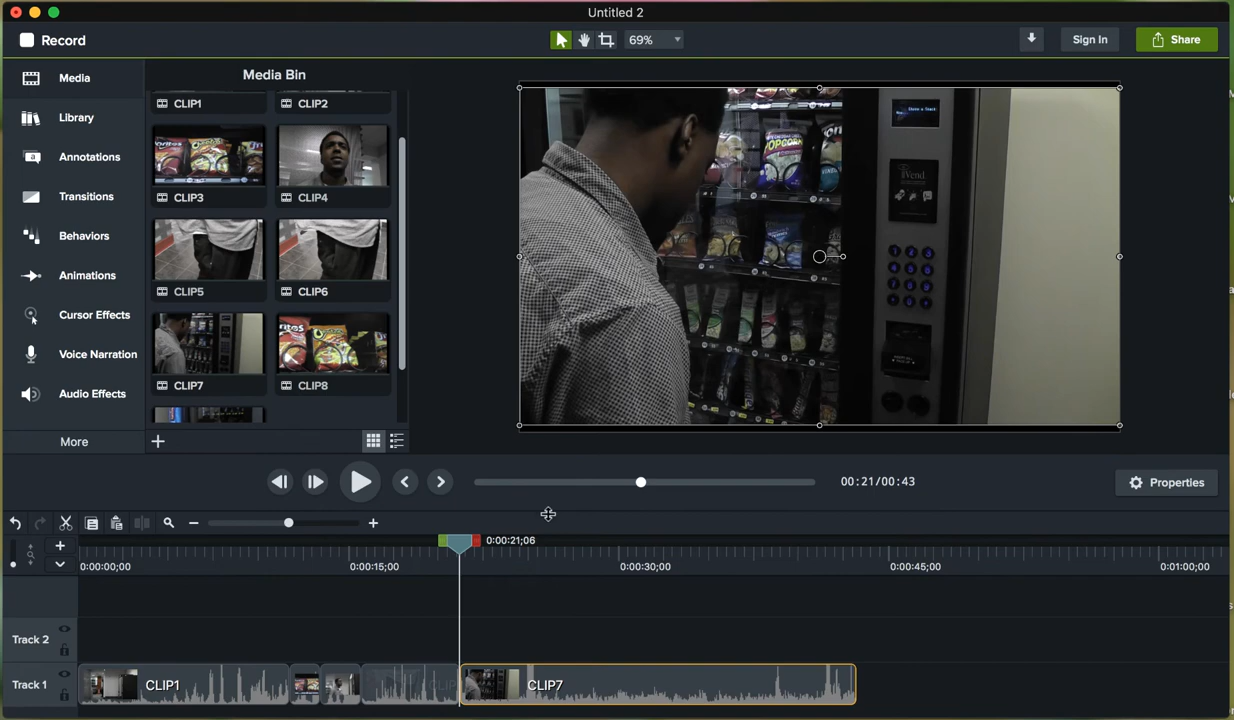 Untitled 2
Record
69%
Sign In
Share
Media
Library
Annotations
Transitions
Behaviors
Animations
Cursor Effects
Voice Narration
Audio Effects
More
Media Bin
CLIP1
CLIP2
CLIP3
CLIP4
CLIP5
CLIP6
CLIP7
CLIP8
POPCORN
Vend
00:21/00:43
Properties
0:00:21;06
0:00:00;00
0:00:15;00
0:00:30;00
0:00:45;00
0:01:00;00
Track 2
Track 1
CLIP1
CLIP7